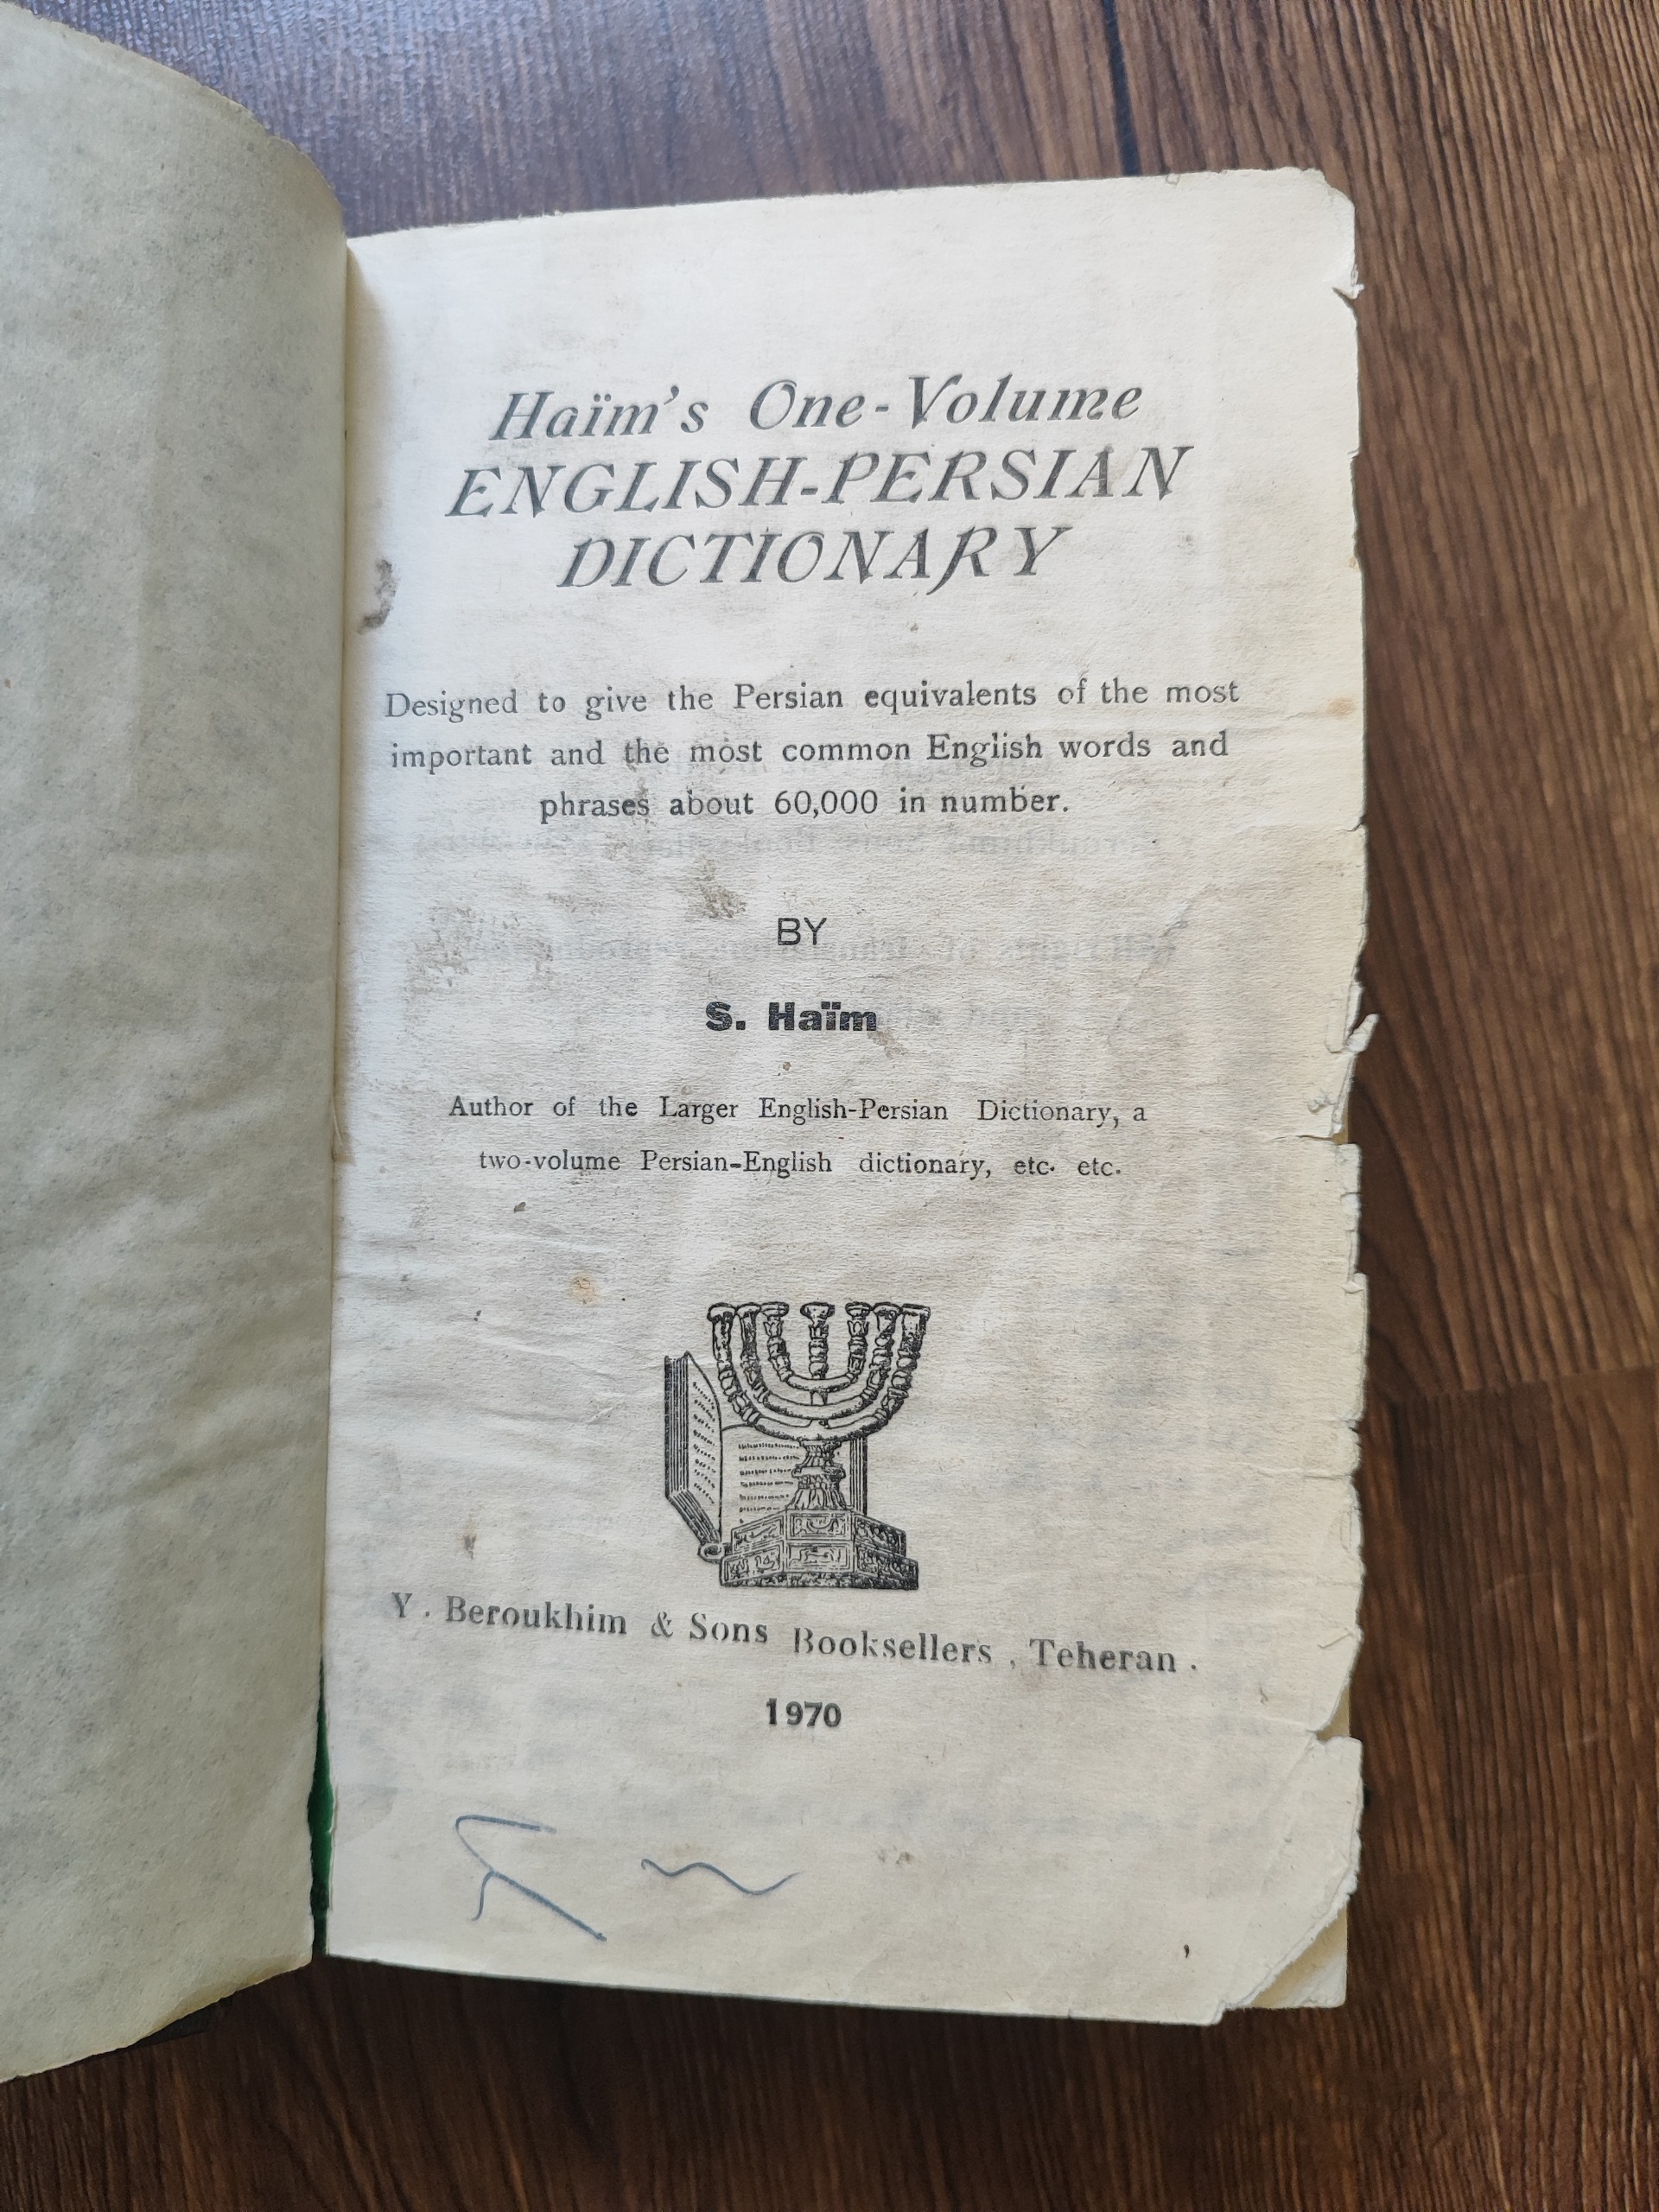 Haïm's One-Volume
ENGLISH-PERSIAN
DICTIONARY
Designed to give the Persian equivalents of the most
important and the most common English words and
phrases about 60,000 in number.
BY
S. Haïm
Author of the Larger English-Persian Dictionary, a
two-volume Persian-English dictionary, etc. etc.
Y. Beroukhim & Sons Booksellers, Teheran.
1970